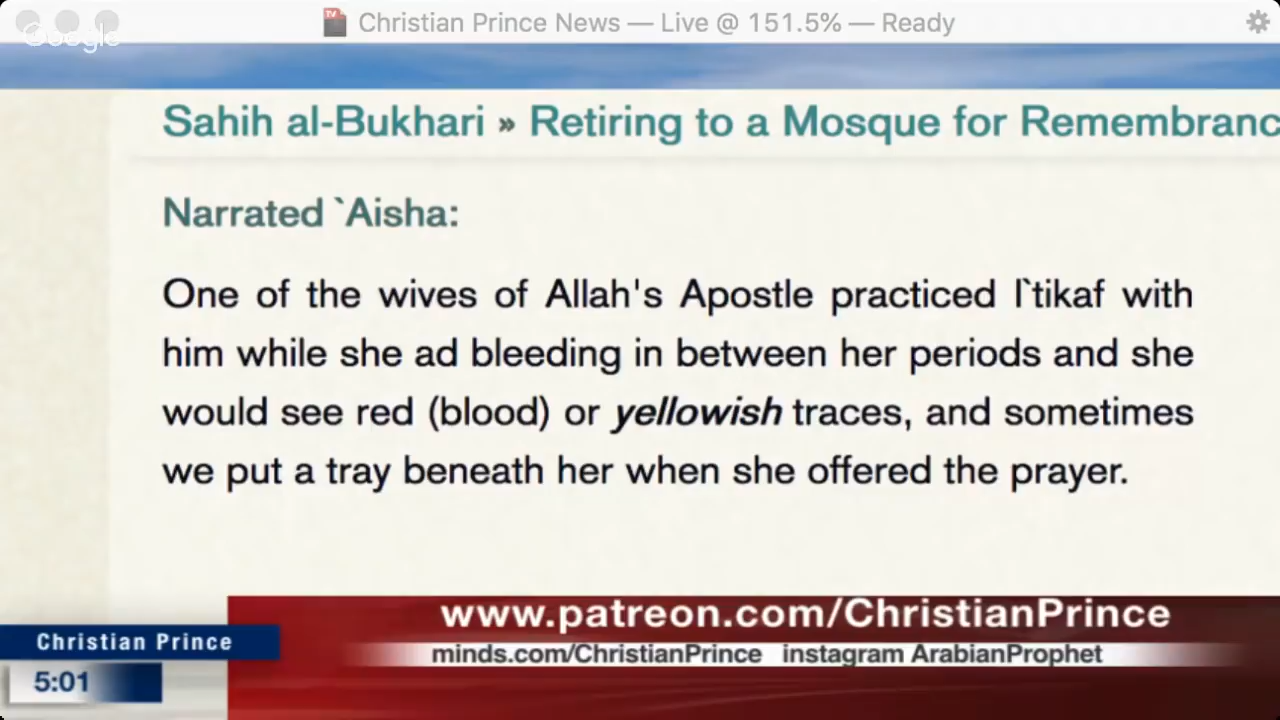 Christian Prince News — Live @ 151.5% — Ready
Google
Sahih al-Bukhari » Retiring to a Mosque for Remembranc
Narrated `Aisha:
One of the wives of Allah's Apostle practiced I`tikaf with
him while she ad bleeding in between her periods and she
would see red (blood) or yellowish traces, and sometimes
we put a tray beneath her when she offered the prayer.
www.patreon.com/ChristianPrince
Christian Prince
minds.com/ChristianPrince instagram ArabianProphet
5:01